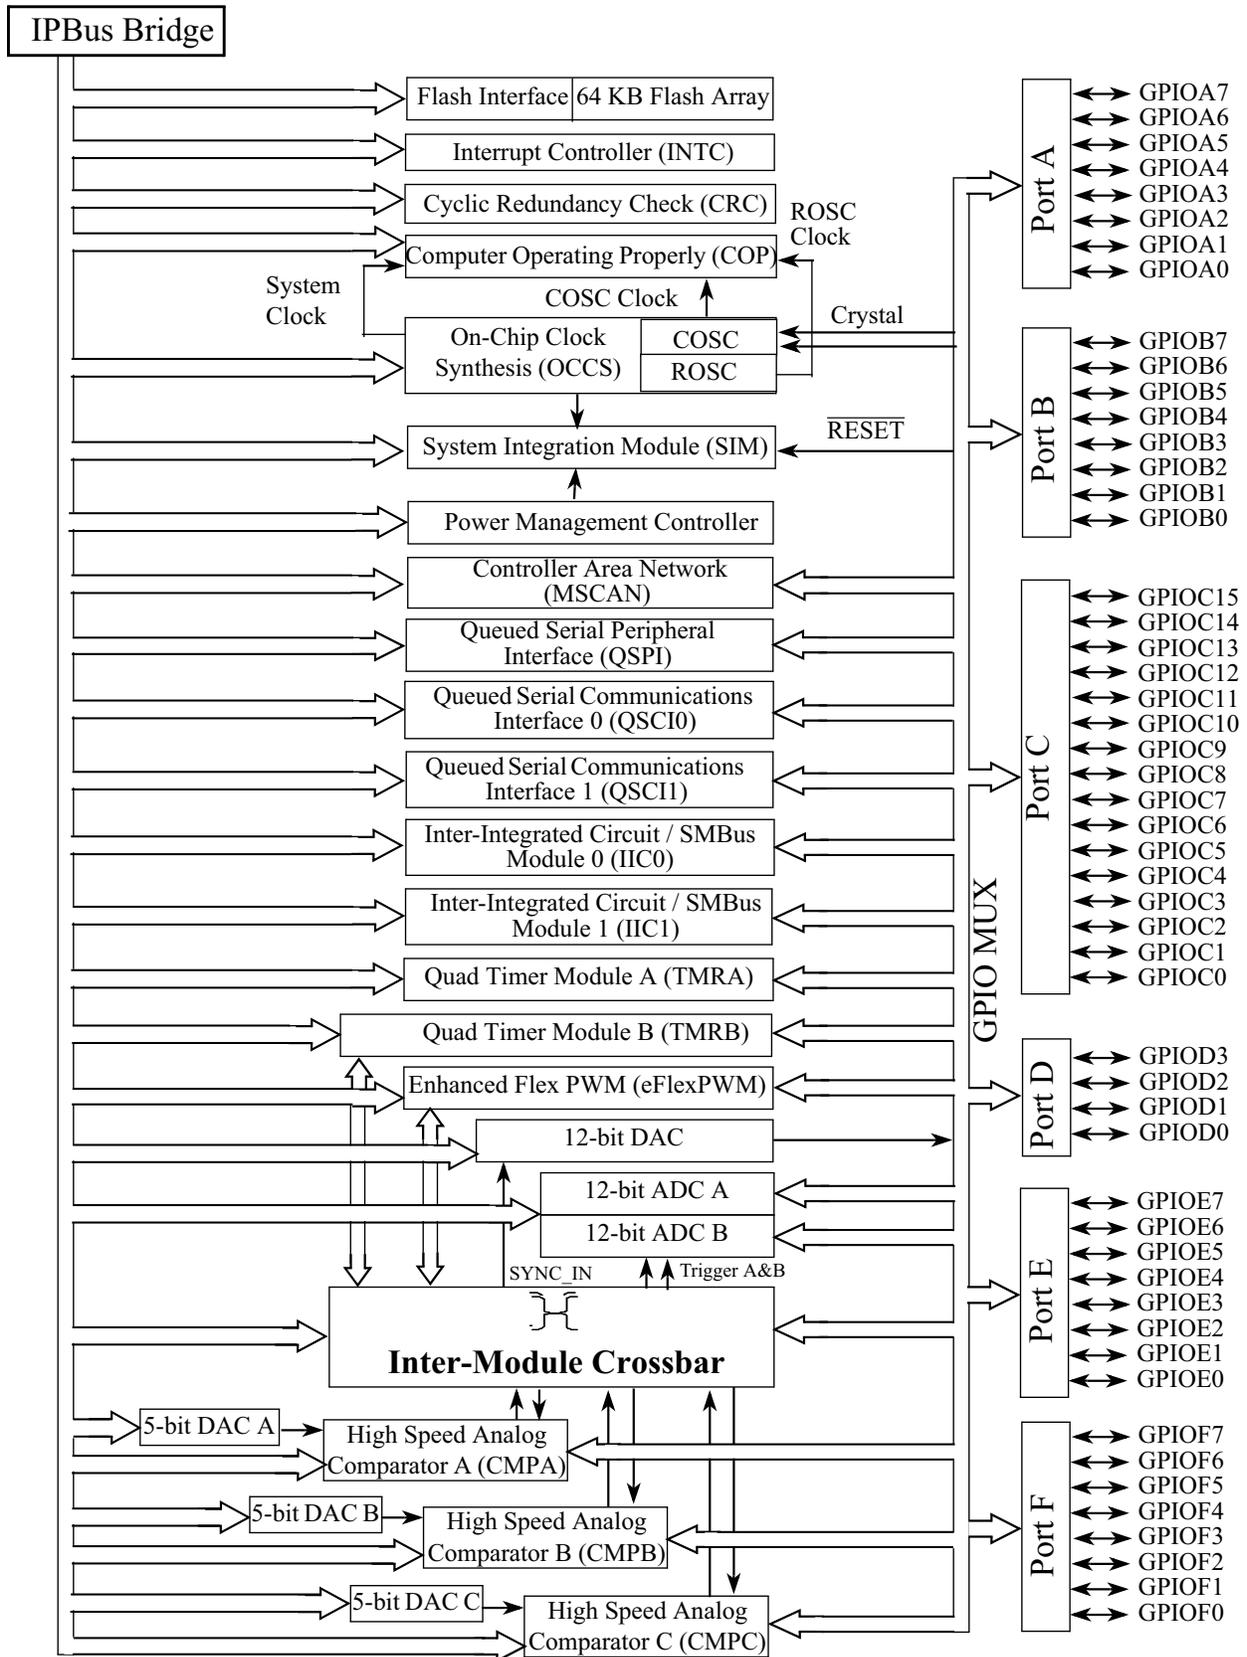 IPBus Bridge
Flash Interface 64 KB Flash Array
Interrupt Controller (INTC)
Cyclic Redundancy Check (CRC)
ROSC
Clock
Computer Operating Properly (COP)
System
Clock
COSC Clock
Crystal
On-Chip Clock
Synthesis (OCCS)
COSC
ROSC
RESET
System Integration Module (SIM)
Power Management Controller
Controller Area Network
(MSCAN)
Queued Serial Peripheral
Interface (QSPI)
Queued Serial Communications
Interface 0 (QSCI0)
Queued Serial Communications
Interface 1 (QSCI1)
Inter-Integrated Circuit / SMBus
Module 0 (IIC0)
Inter-Integrated Circuit / SMBus
Module 1 (IIC1)
Quad Timer Module A (TMRA)
Quad Timer Module B (TMRB)
Enhanced Flex PWM (eFlexPWM)
12-bit DAC
12-bit ADC A
12-bit ADC B
SYNC_IN
Trigger A&B
Inter-Module Crossbar
5-bit DAC A
High Speed Analog
Comparator A (CMPA)
5-bit DAC B
High Speed Analog
Comparator B (CMPB)
5-bit DAC C
High Speed Analog
Comparator C (CMPC)
GPIO MUX
Port A
GPIOA7
GPIOA6
GPIOA5
GPIOA4
GPIOA3
GPIOA2
GPIOA1
GPIOA0
Port B
GPIOB7
GPIOB6
GPIOB5
GPIOB4
GPIOB3
GPIOB2
GPIOB1
GPIOB0
Port C
GPIOC15
GPIOC14
GPIOC13
GPIOC12
GPIOC11
GPIOC10
GPIOC9
GPIOC8
GPIOC7
GPIOC6
GPIOC5
GPIOC4
GPIOC3
GPIOC2
GPIOC1
GPIOC0
Port D
GPIOD3
GPIOD2
GPIOD1
GPIOD0
Port E
GPIOE7
GPIOE6
GPIOE5
GPIOE4
GPIOE3
GPIOE2
GPIOE1
GPIOE0
Port F
GPIOF7
GPIOF6
GPIOF5
GPIOF4
GPIOF3
GPIOF2
GPIOF1
GPIOF0